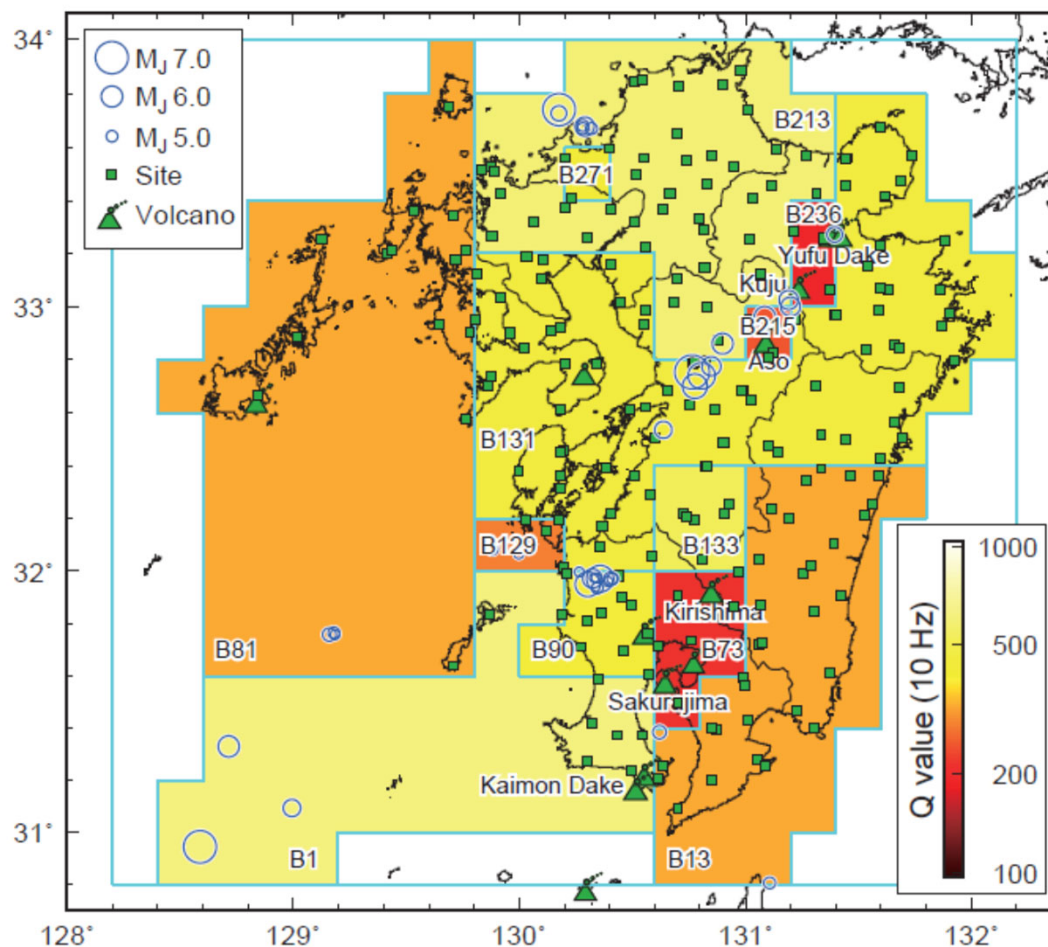 34°
33°
32°
31°
MJ 7.0
MJ 6.0
MJ 5.0
Site
Volcano
B213
B271
B236
Yufu Dake
Kuju
B215
Aso
B131
B129
B133
Kirishima
B81
B90
B73
Sakurajima
Kaimon Dake
B1
B13
Q value (10 Hz)
1000
500
200
100
128°
129°
130°
131°
132°